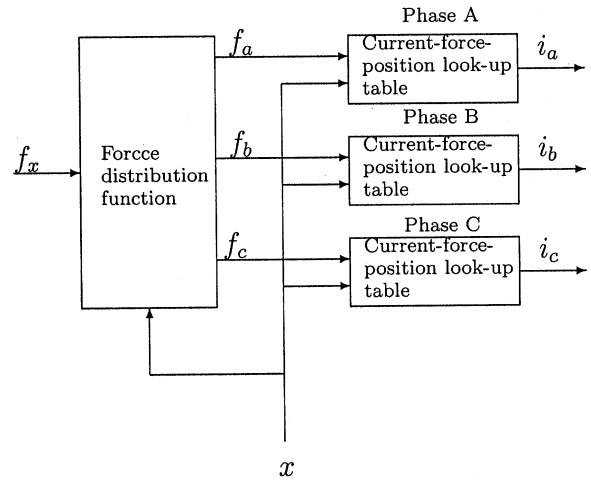 Phase A
f_a
Current-force-
position look-up
table
i_a
Phase B
f_x
Forcce
distribution
function
f_b
Current-force-
position look-up
table
i_b
Phase C
f_c
Current-force-
position look-up
table
i_c
x